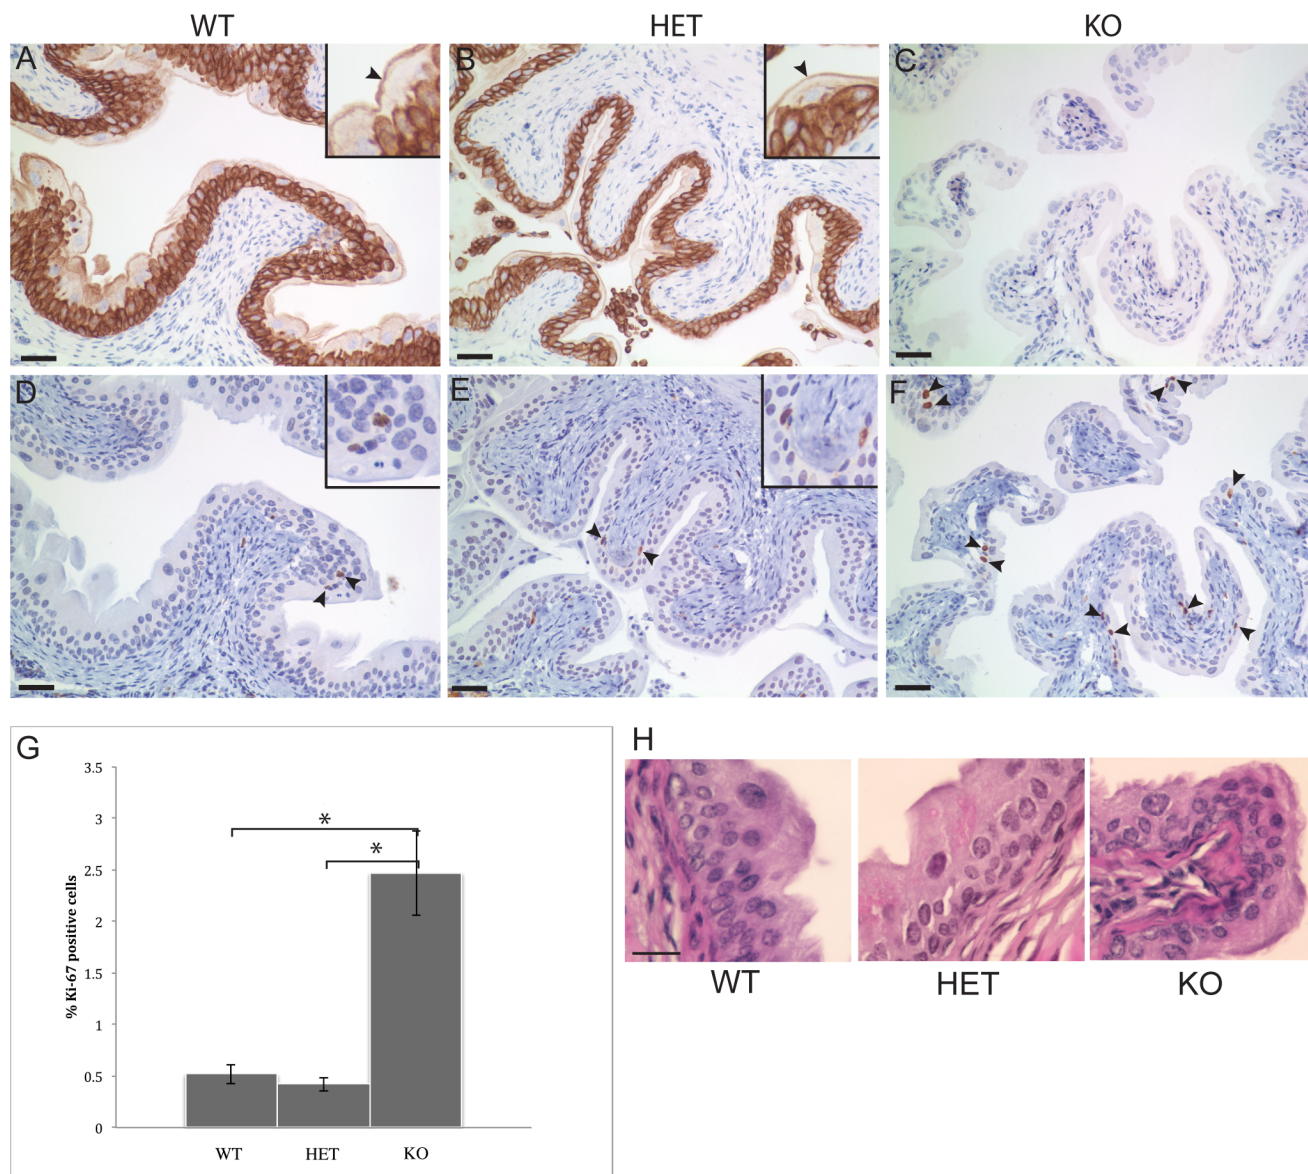 WT HET KO
A B C
D E F
G
3.5
3
2.5
2
1.5
1
0.5
0
% Ki-67 positive cells
* 
*
WT HET KO
H
WT HET KO